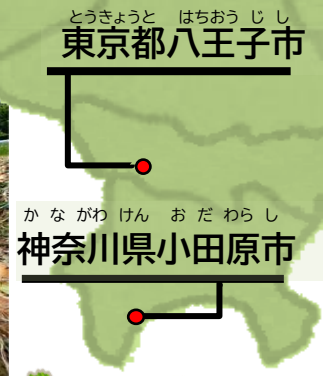 とうきょうと はちおうじし
東京都八王子市
かながわけん おだわらし
神奈川県小田原市